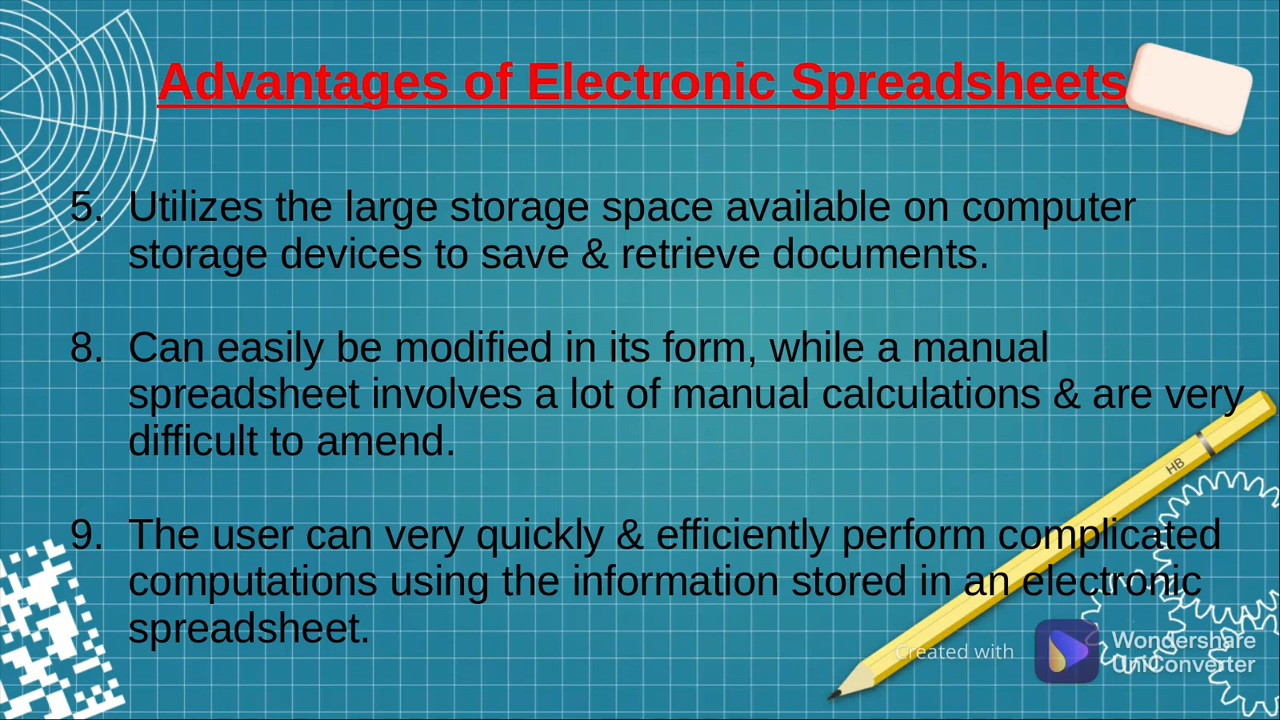 Advantages of Electronic Spreadsheets
5. Utilizes the large storage space available on computer
storage devices to save & retrieve documents.
8. Can easily be modified in its form, while a manual
spreadsheet involves a lot of manual calculations & are very
difficult to amend.
HB
9. The user can very quickly & efficiently perform complicated
computations using the information stored in an electronic
spreadsheet.
Created with
Wondershare
UniConverter